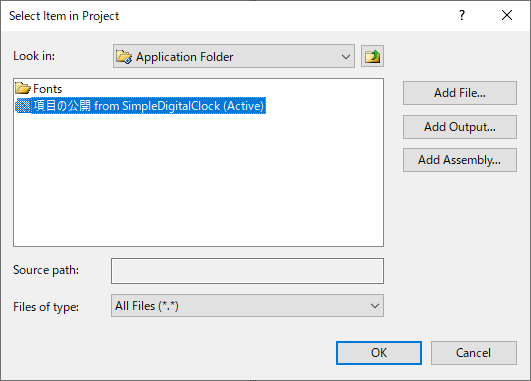 Select Item in Project
?
Look in:
Application Folder
Fonts
項目の公開 from SimpleDigitalClock (Active)
Add File...
Add Output...
Add Assembly...
Source path:
Files of type:
All Files (*.*)
OK
Cancel